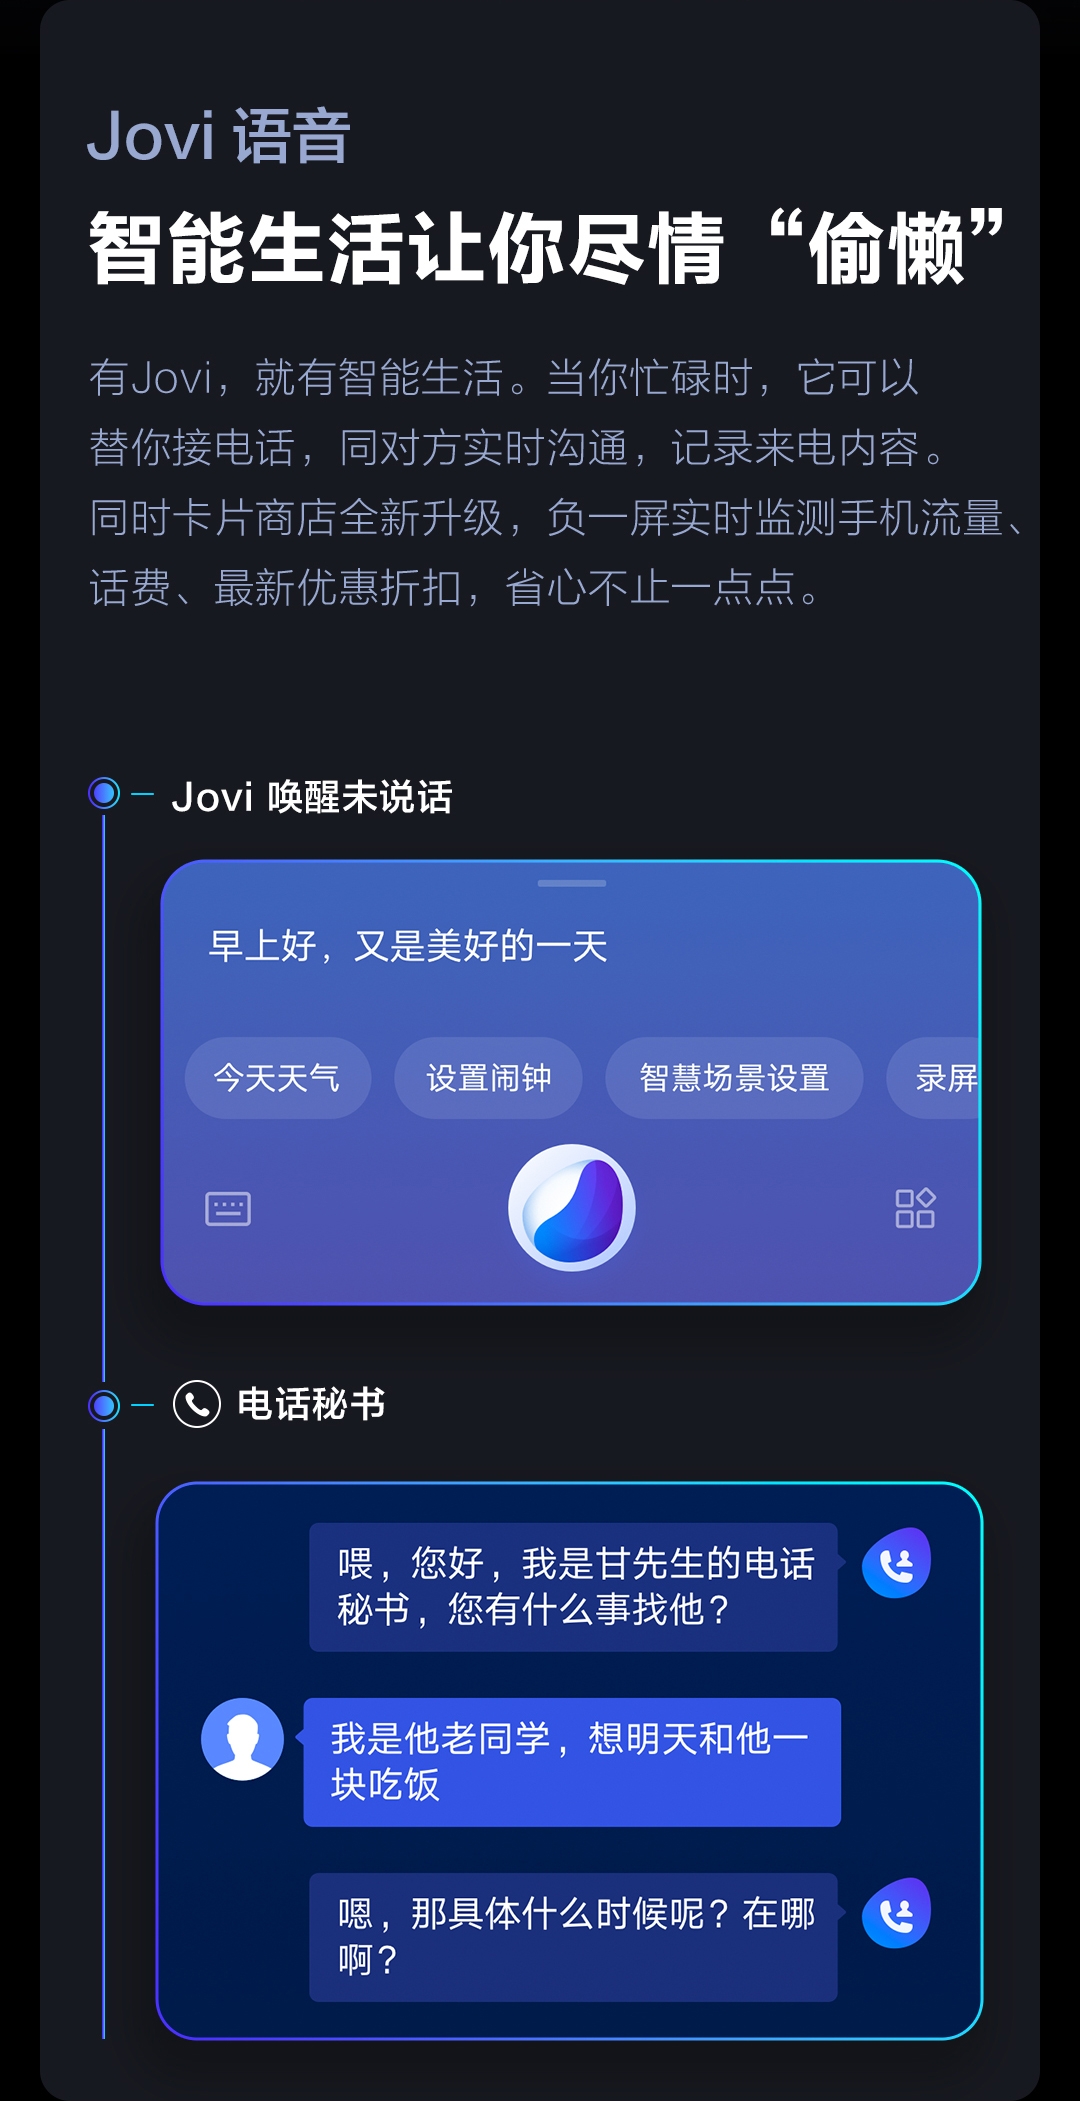 Jovi 语音
智能生活让你尽情“偷懒”
有Jovi，就有智能生活。当你忙碌时，它可以
替你接电话，同对方实时沟通，记录来电内容。
同时卡片商店全新升级，负一屏实时监测手机流量、
话费、最新优惠折扣，省心不止一点点。
Jovi 唤醒未说话
早上好，又是美好的一天
今天天气 设置闹钟 智慧场景设置 录屏
电话秘书
喂，您好，我是甘先生的电话
秘书，您有什么事找他？
我是他老同学，想明天和他一
块吃饭
嗯，那具体什么时候呢？在哪
啊？